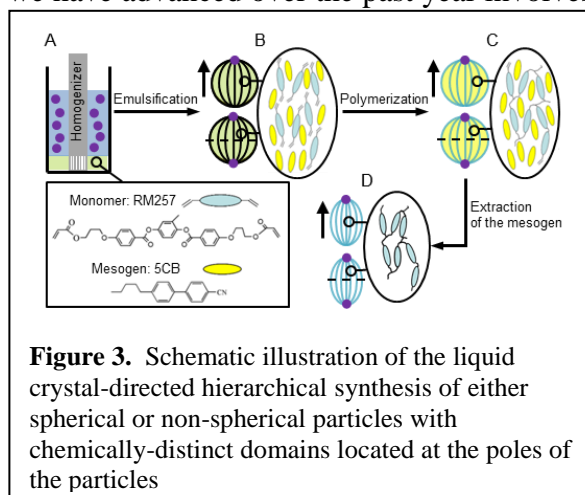 we have advanced over the past year involve
A
B
C
Homogenizer
Emulsification
Polymerization
Monomer: RM257
Mesogen: 5CB
CN
D
Extraction
of the mesogen
Figure 3. Schematic illustration of the liquid
crystal-directed hierarchical synthesis of either
spherical or non-spherical particles with
chemically-distinct domains located at the poles of
the particles